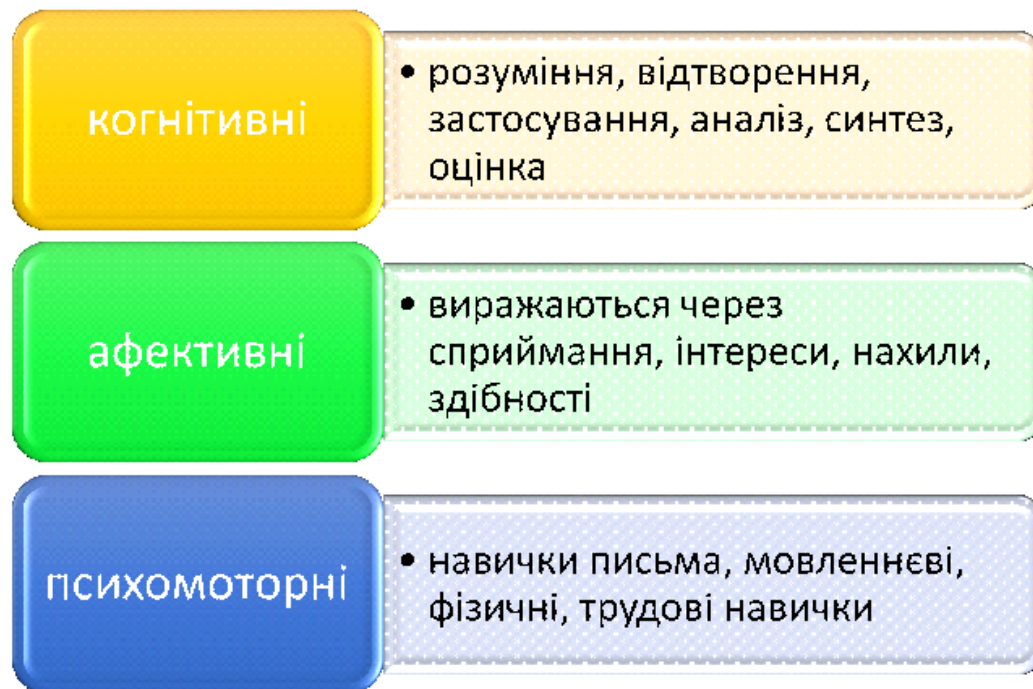 когнітивні
• розуміння, відтворення,
застосування, аналіз, синтез,
оцінка
афективні
• виражаються через
сприймання, інтереси, нахили,
здібності
психомоторні
• навички письма, мовленнєві,
фізичні, трудові навички